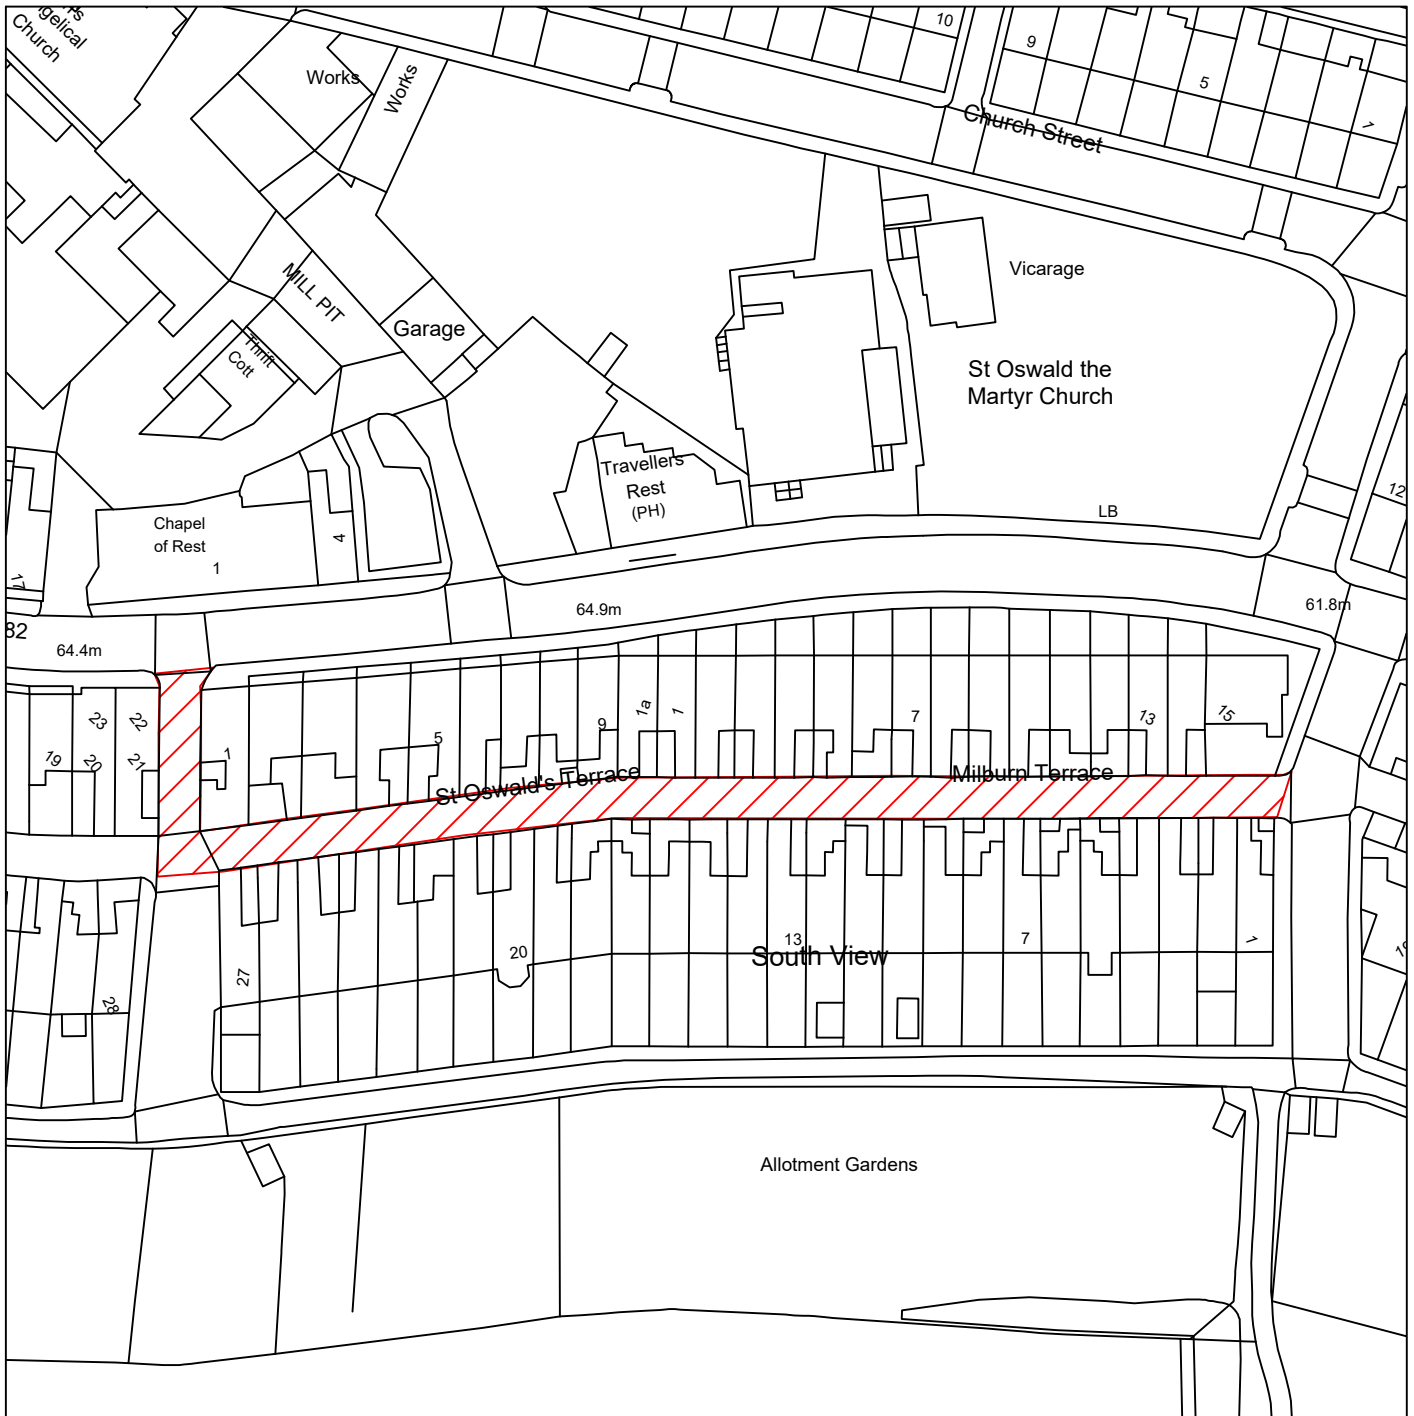 gelical
Church
Works
Works
10
9
5
1
Church Street
MILL PIT
Garage
Thrift
Cott
Vicarage
St Oswald the
Martyr Church
Travellers
Rest
(PH)
Chapel
of Rest
1
4
17
LB
12
82
64.4m
64.9m
61.8m
23
22
19
20
21
1
5
9
1a
1
7
13
15
St Oswald's Terrace
Milburn Terrace
28
27
20
13
7
1
South View
Allotment Gardens